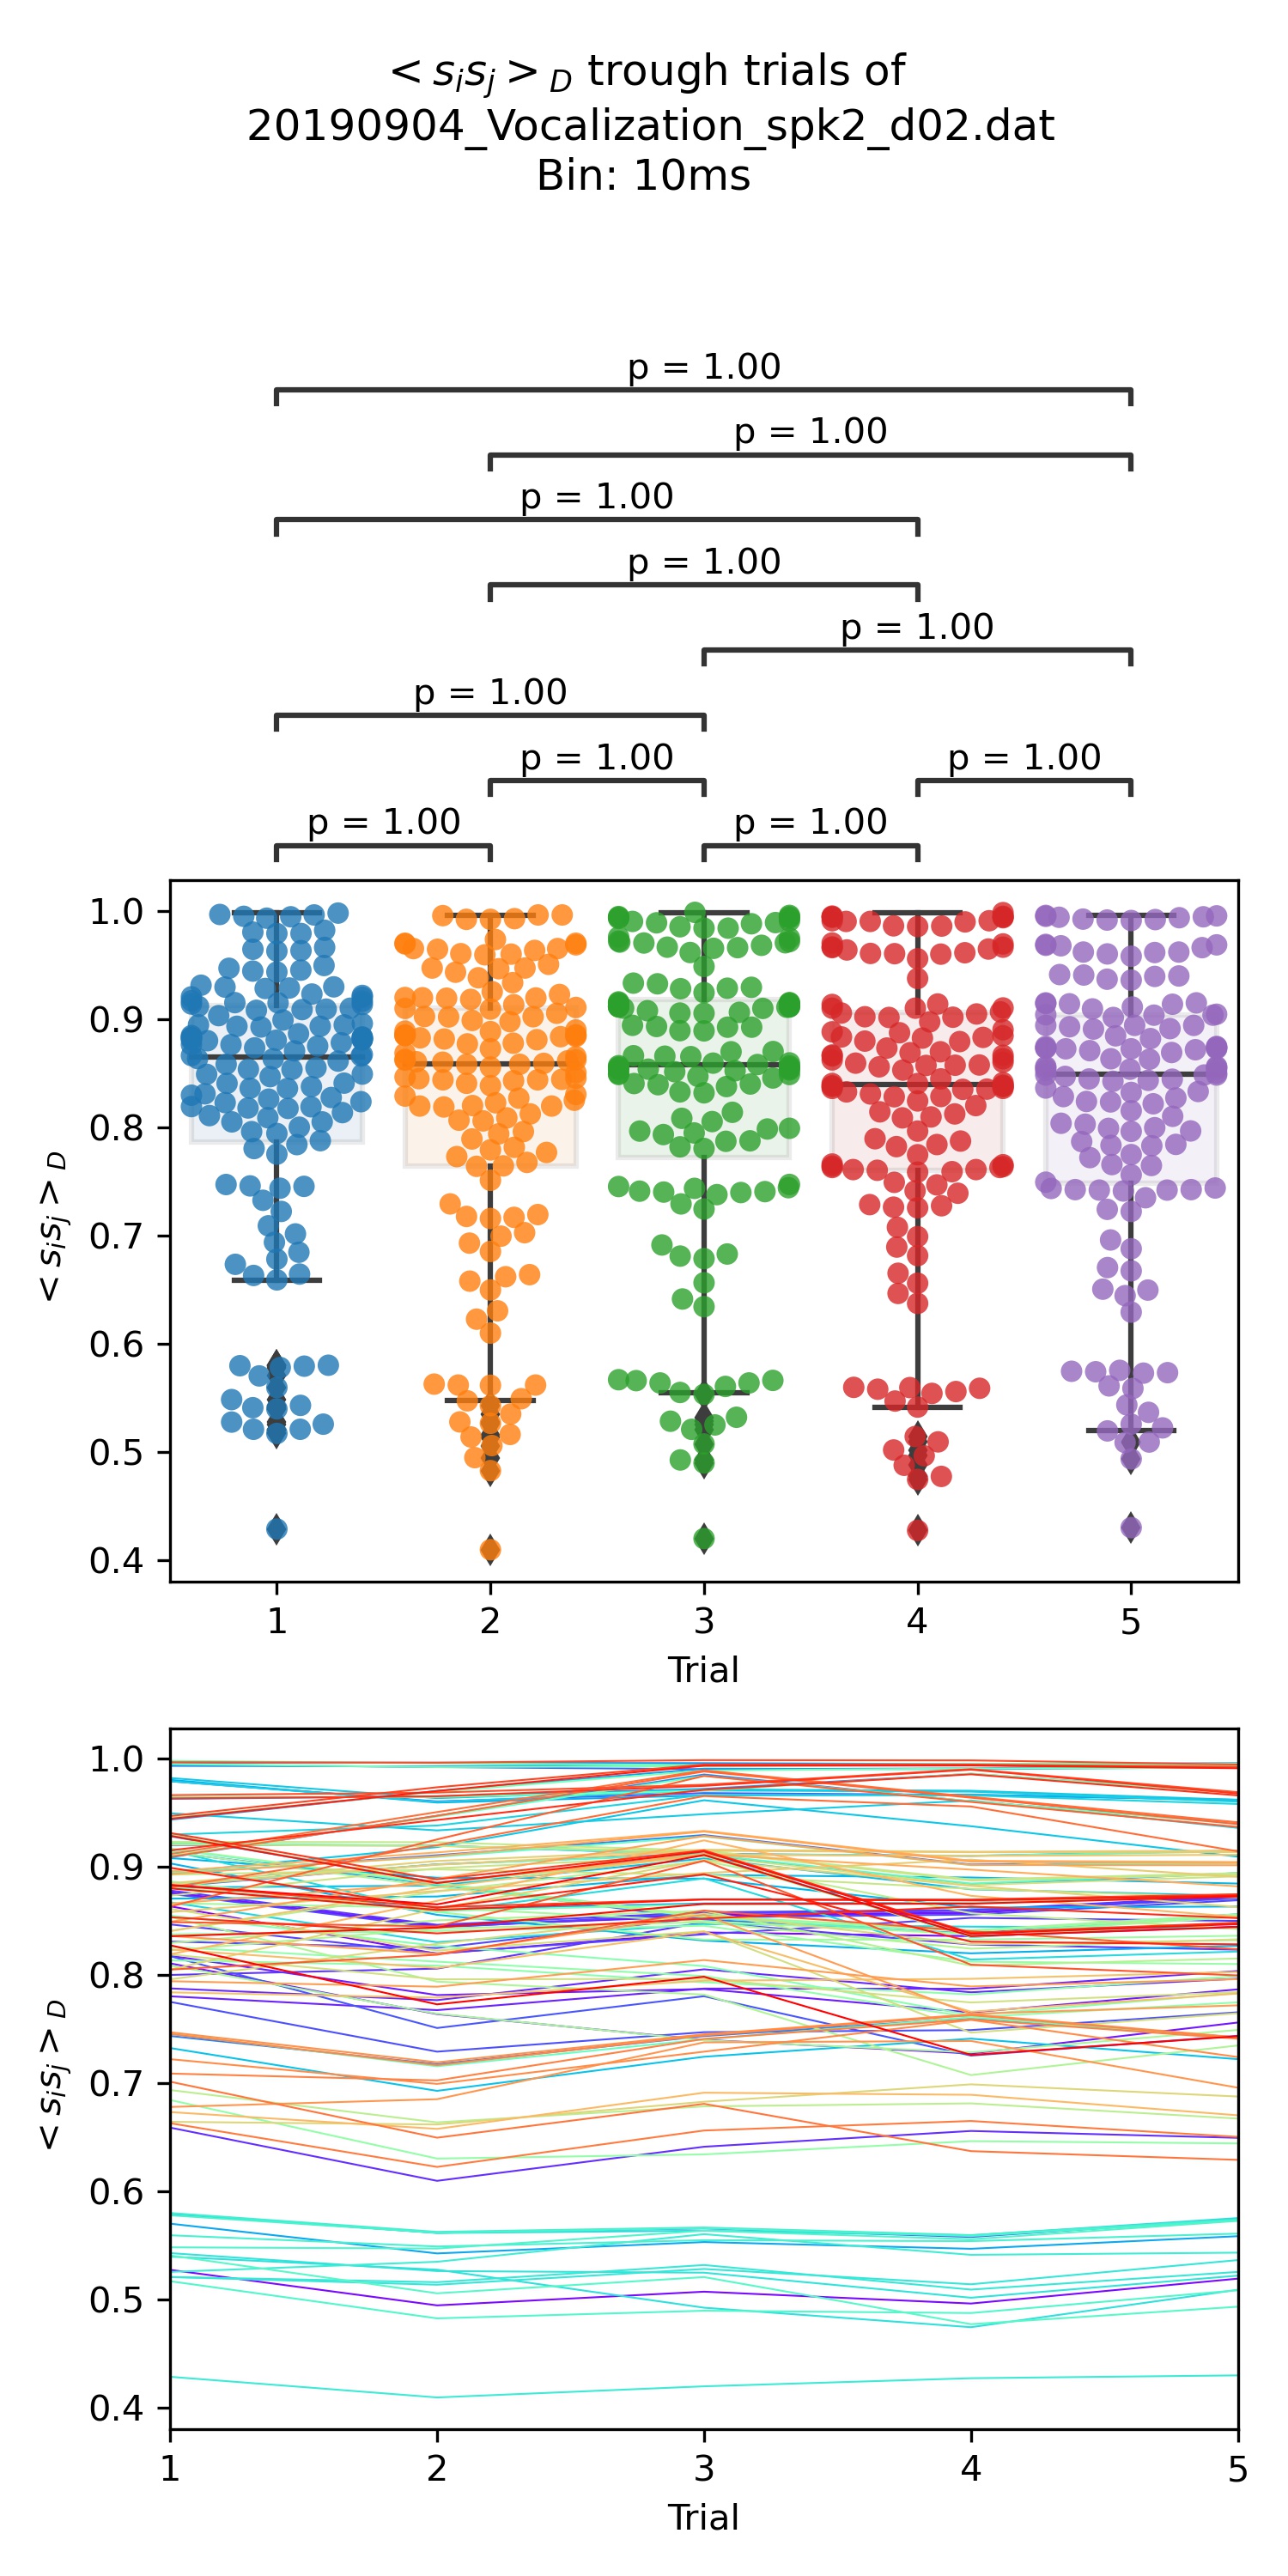 < s_i s_j >_D trough trials of
20190904_Vocalization_spk2_d02.dat
Bin: 10ms
p = 1.00
p = 1.00
p = 1.00
p = 1.00
p = 1.00
p = 1.00
p = 1.00 p = 1.00
p = 1.00 p = 1.00
< s_i s_j >_D
1.0
0.9
0.8
0.7
0.6
0.5
0.4
1 2 3 4 5
Trial
< s_i s_j >_D
1.0
0.9
0.8
0.7
0.6
0.5
0.4
1 2 3 4 5
Trial